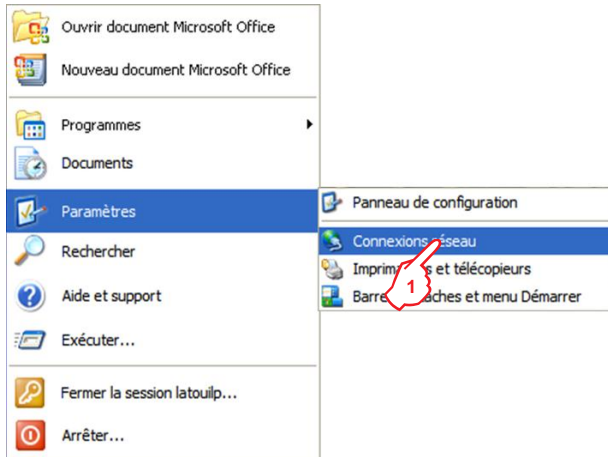 Ouvrir document Microsoft Office
Nouveau document Microsoft Office
Programmes
Documents
Paramètres
Rechercher
Aide et support
Exécuter...
Fermer la session latouilp...
Arrêter...
Panneau de configuration
Connexions réseau
et télécopieurs
Barre et menu Démarrer
1